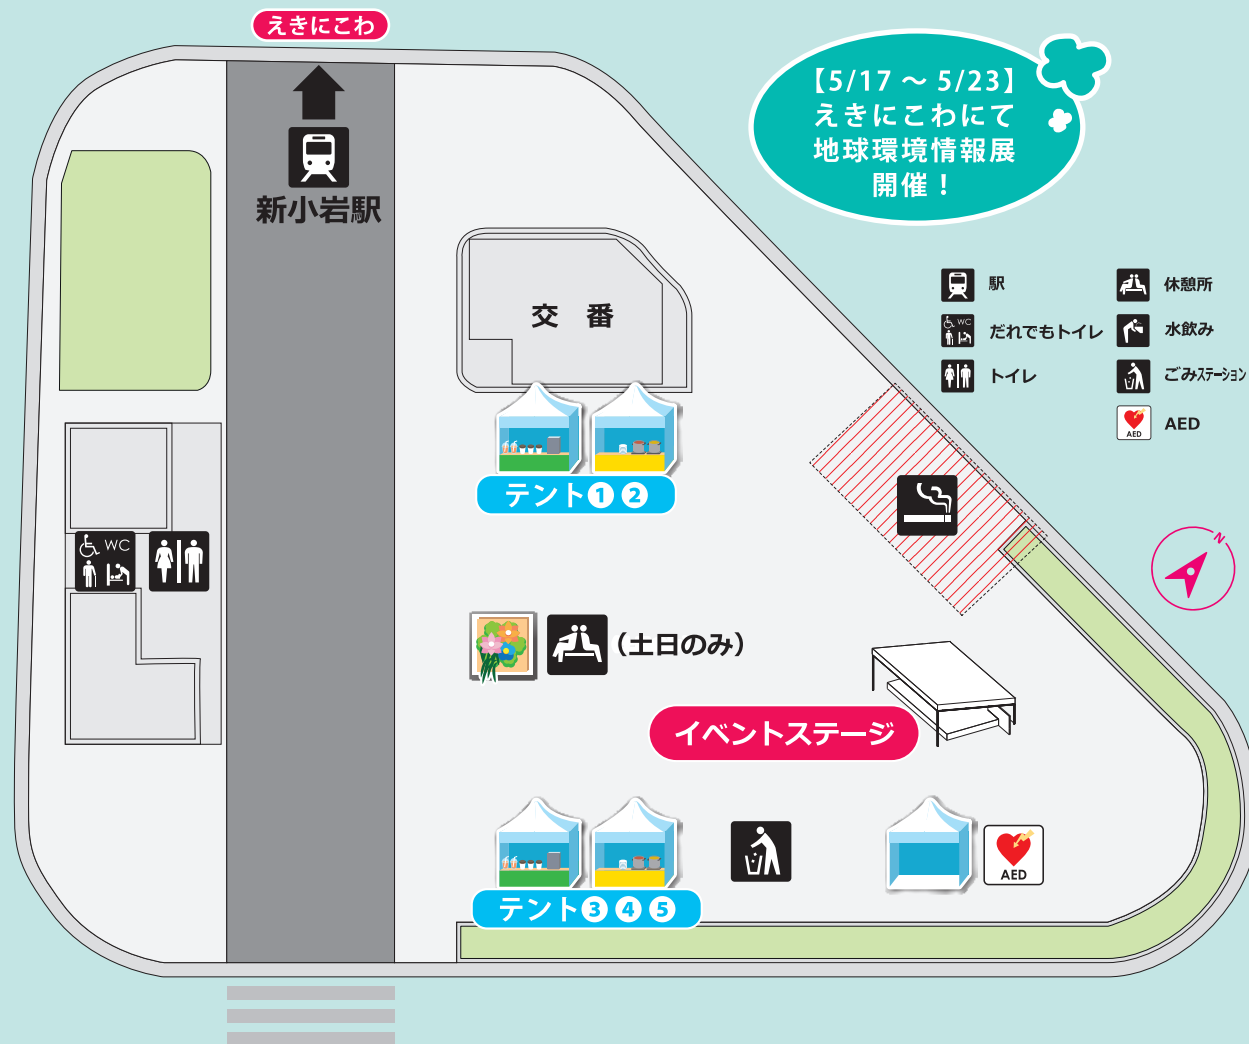 えきにこわ
【5/17 ～ 5/23】
えきにこわにて
地球環境情報展
開催！
新小岩駅
交 番
駅
休憩所
WC
だれでもトイレ
水飲み
トイレ
ごみステーション
AED
AED
テント❶❷
N
WC
(土日のみ)
イベントステージ
AED
テント❸❹❺